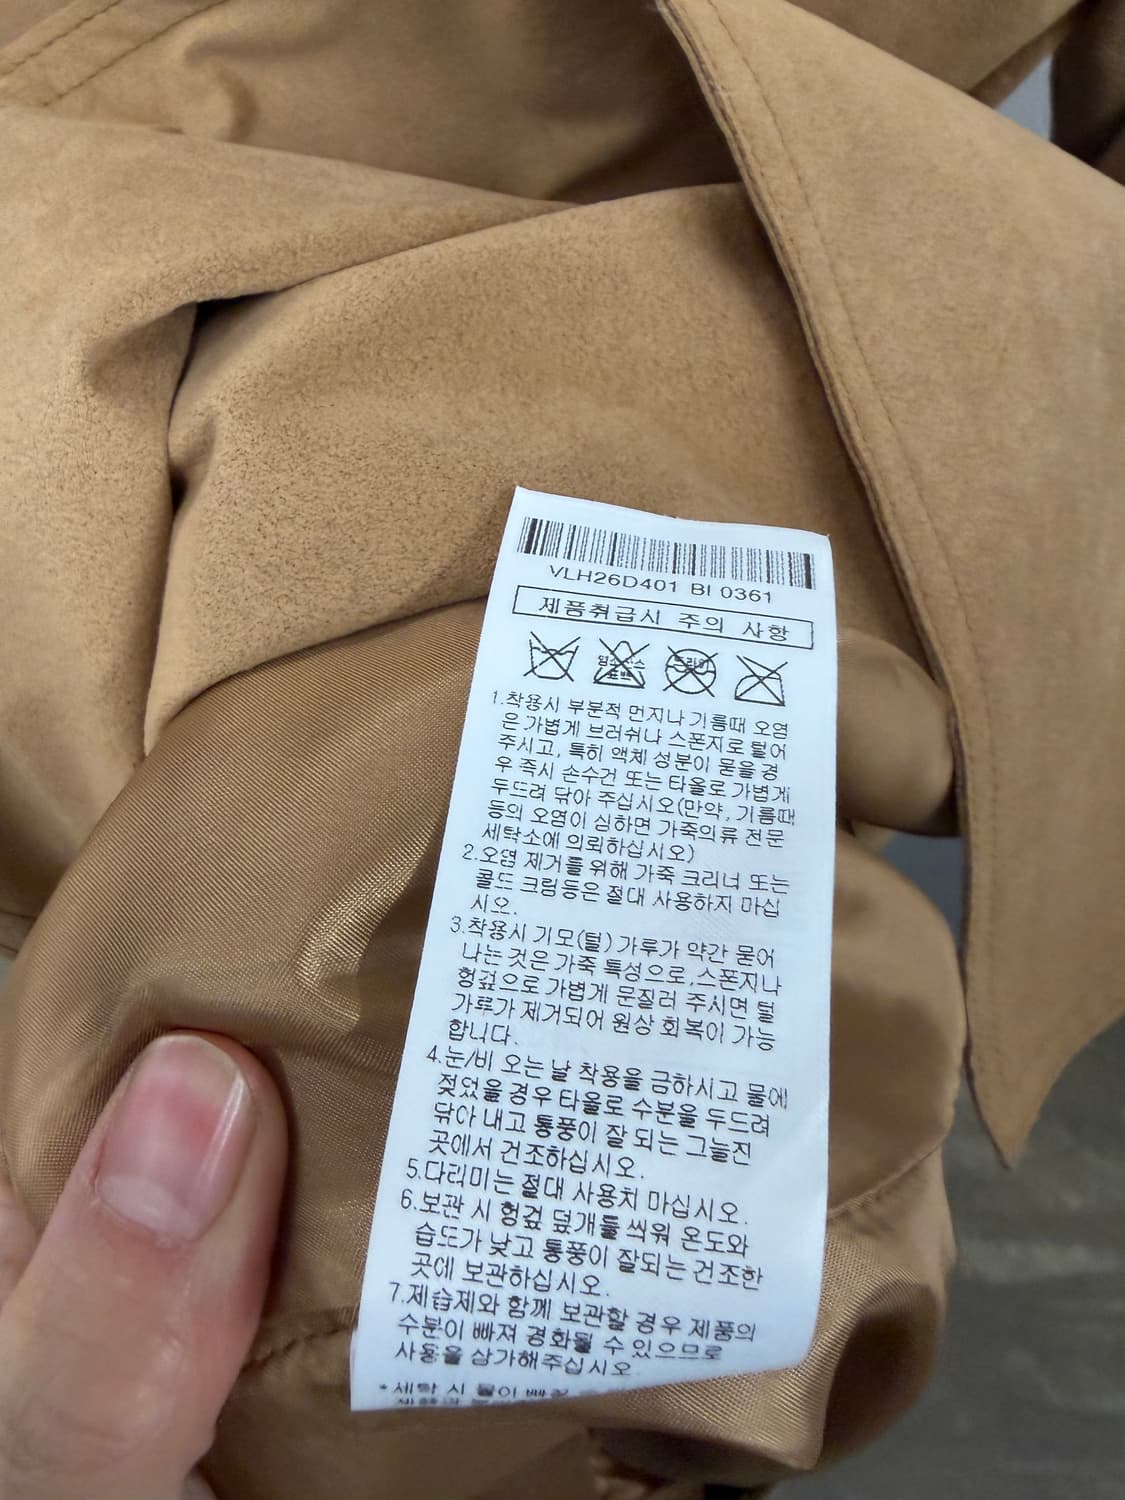 VLH26D401 BI 0361
제품취급시 주의 사항
염소산소
표백
드라이
1.착용시 부분적 먼지나 기름때 오염
은 가볍게 브러쉬나 스폰지로 털어
주시고, 특히 액체 성분이 묻을 경
우 즉시 손수건 또는 타올로 가볍게
두드려 닦아 주십시오(만약, 기름때
등의 오염이 심하면 가죽의류 전문
세탁소에 의뢰하십시오)
2.오염 제거를 위해 가죽 크리너 또는
콜드 크림등은 절대 사용하지 마십
시오.
3.착용시 기모(털) 가루가 약간 묻어
나는 것은 가죽 특성으로,스폰지나
헝겊으로 가볍게 문질러 주시면 털
가루가 제거되어 원상 회복이 가능
합니다.
4.눈/비 오는 날 착용을 금하시고 물에
젖었을 경우 타올로 수분을 두드려
닦아 내고 통풍이 잘 되는 그늘진
곳에서 건조하십시오.
5.다리미는 절대 사용치 마십시오.
6.보관 시 헝겊 덮개를 씌워 온도와
습도가 낮고 통풍이 잘되는 건조한
곳에 보관하십시오.
7.제습제와 함께 보관할 경우 제품의
수분이 빠져 경화될 수 있으므로
사용을 삼가해주십시오
*세탁 시 물이